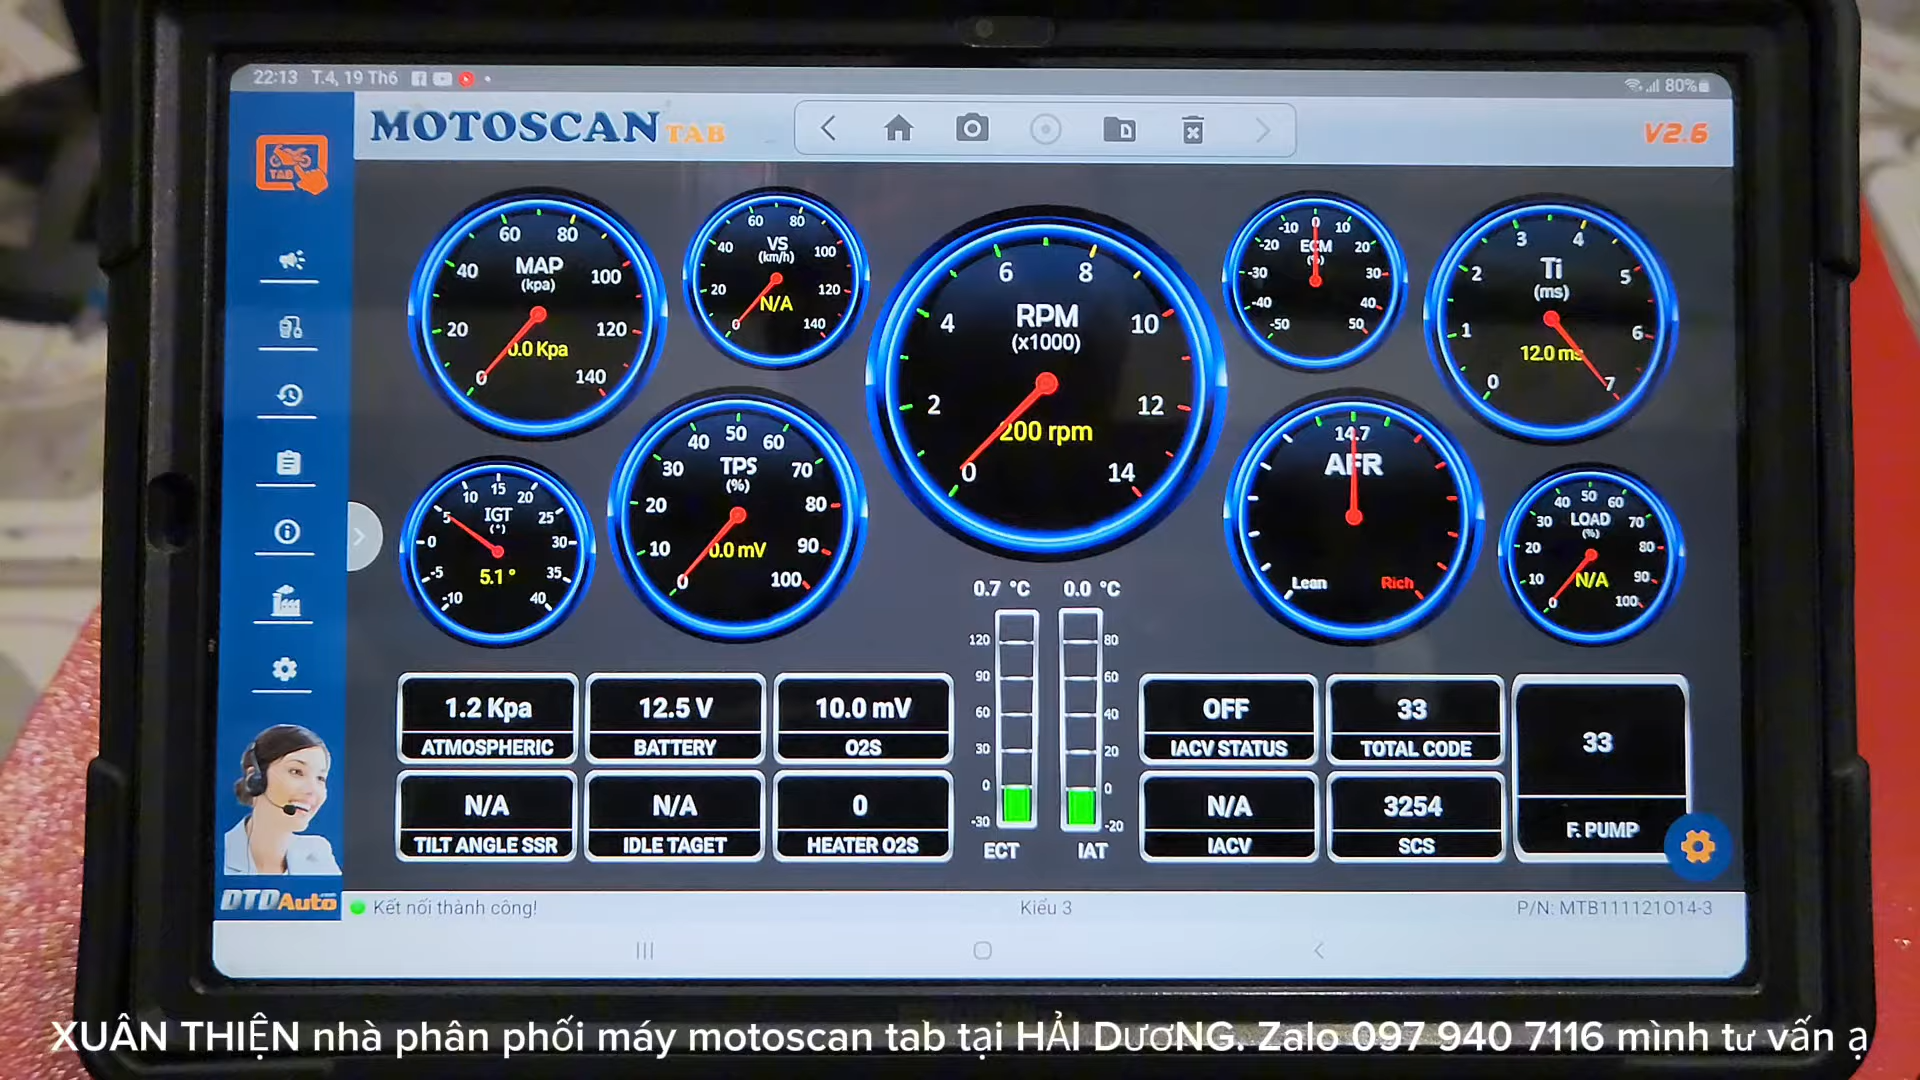 22:13 T.4, 19 Th6
80%
MOTOSCAN TAB
V2.6
TAB
60 80
40 MAP 100
(kpa)
20 120
0.0 Kpa
0 140
60 80
40 VS 100
(km/h)
20 120
N/A
0 140
6 8
4 RPM 10
(x1000)
2 12
200 rpm
0 14
-10 0 10
-20 ECM 20
(%)
-30 30
-40 40
-50 50
3 4
2 Ti 5
(ms)
1 6
12.0 ms
0 7
10 15 20
5 IGT 25
(°)
0 30
-5 5.1 ° 35
-10 40
40 50 60
30 TPS 70
(%)
20 80
10 0.0 mV 90
0 100
14.7
AFR
Lean Rich
40 50 60
30 LOAD 70
(%)
20 80
10 N/A 90
0 100
0.7 °C 0.0 °C
120 80
90 60
60 40
30 20
0 0
-30 -20
ECT IAT
1.2 Kpa
ATMOSPHERIC
12.5 V
BATTERY
10.0 mV
O2S
OFF
IACV STATUS
33
TOTAL CODE
33
F. PUMP
N/A
TILT ANGLE SSR
N/A
IDLE TAGET
0
HEATER O2S
N/A
IACV
3254
SCS
DTDAuto
Kết nối thành công!
Kiểu 3
P/N: MTB111121O14-3
XUÂN THIỆN nhà phân phối máy motoscan tab tại HẢI DươNG. Zalo 097 940 7116 mình tư vấn ạ